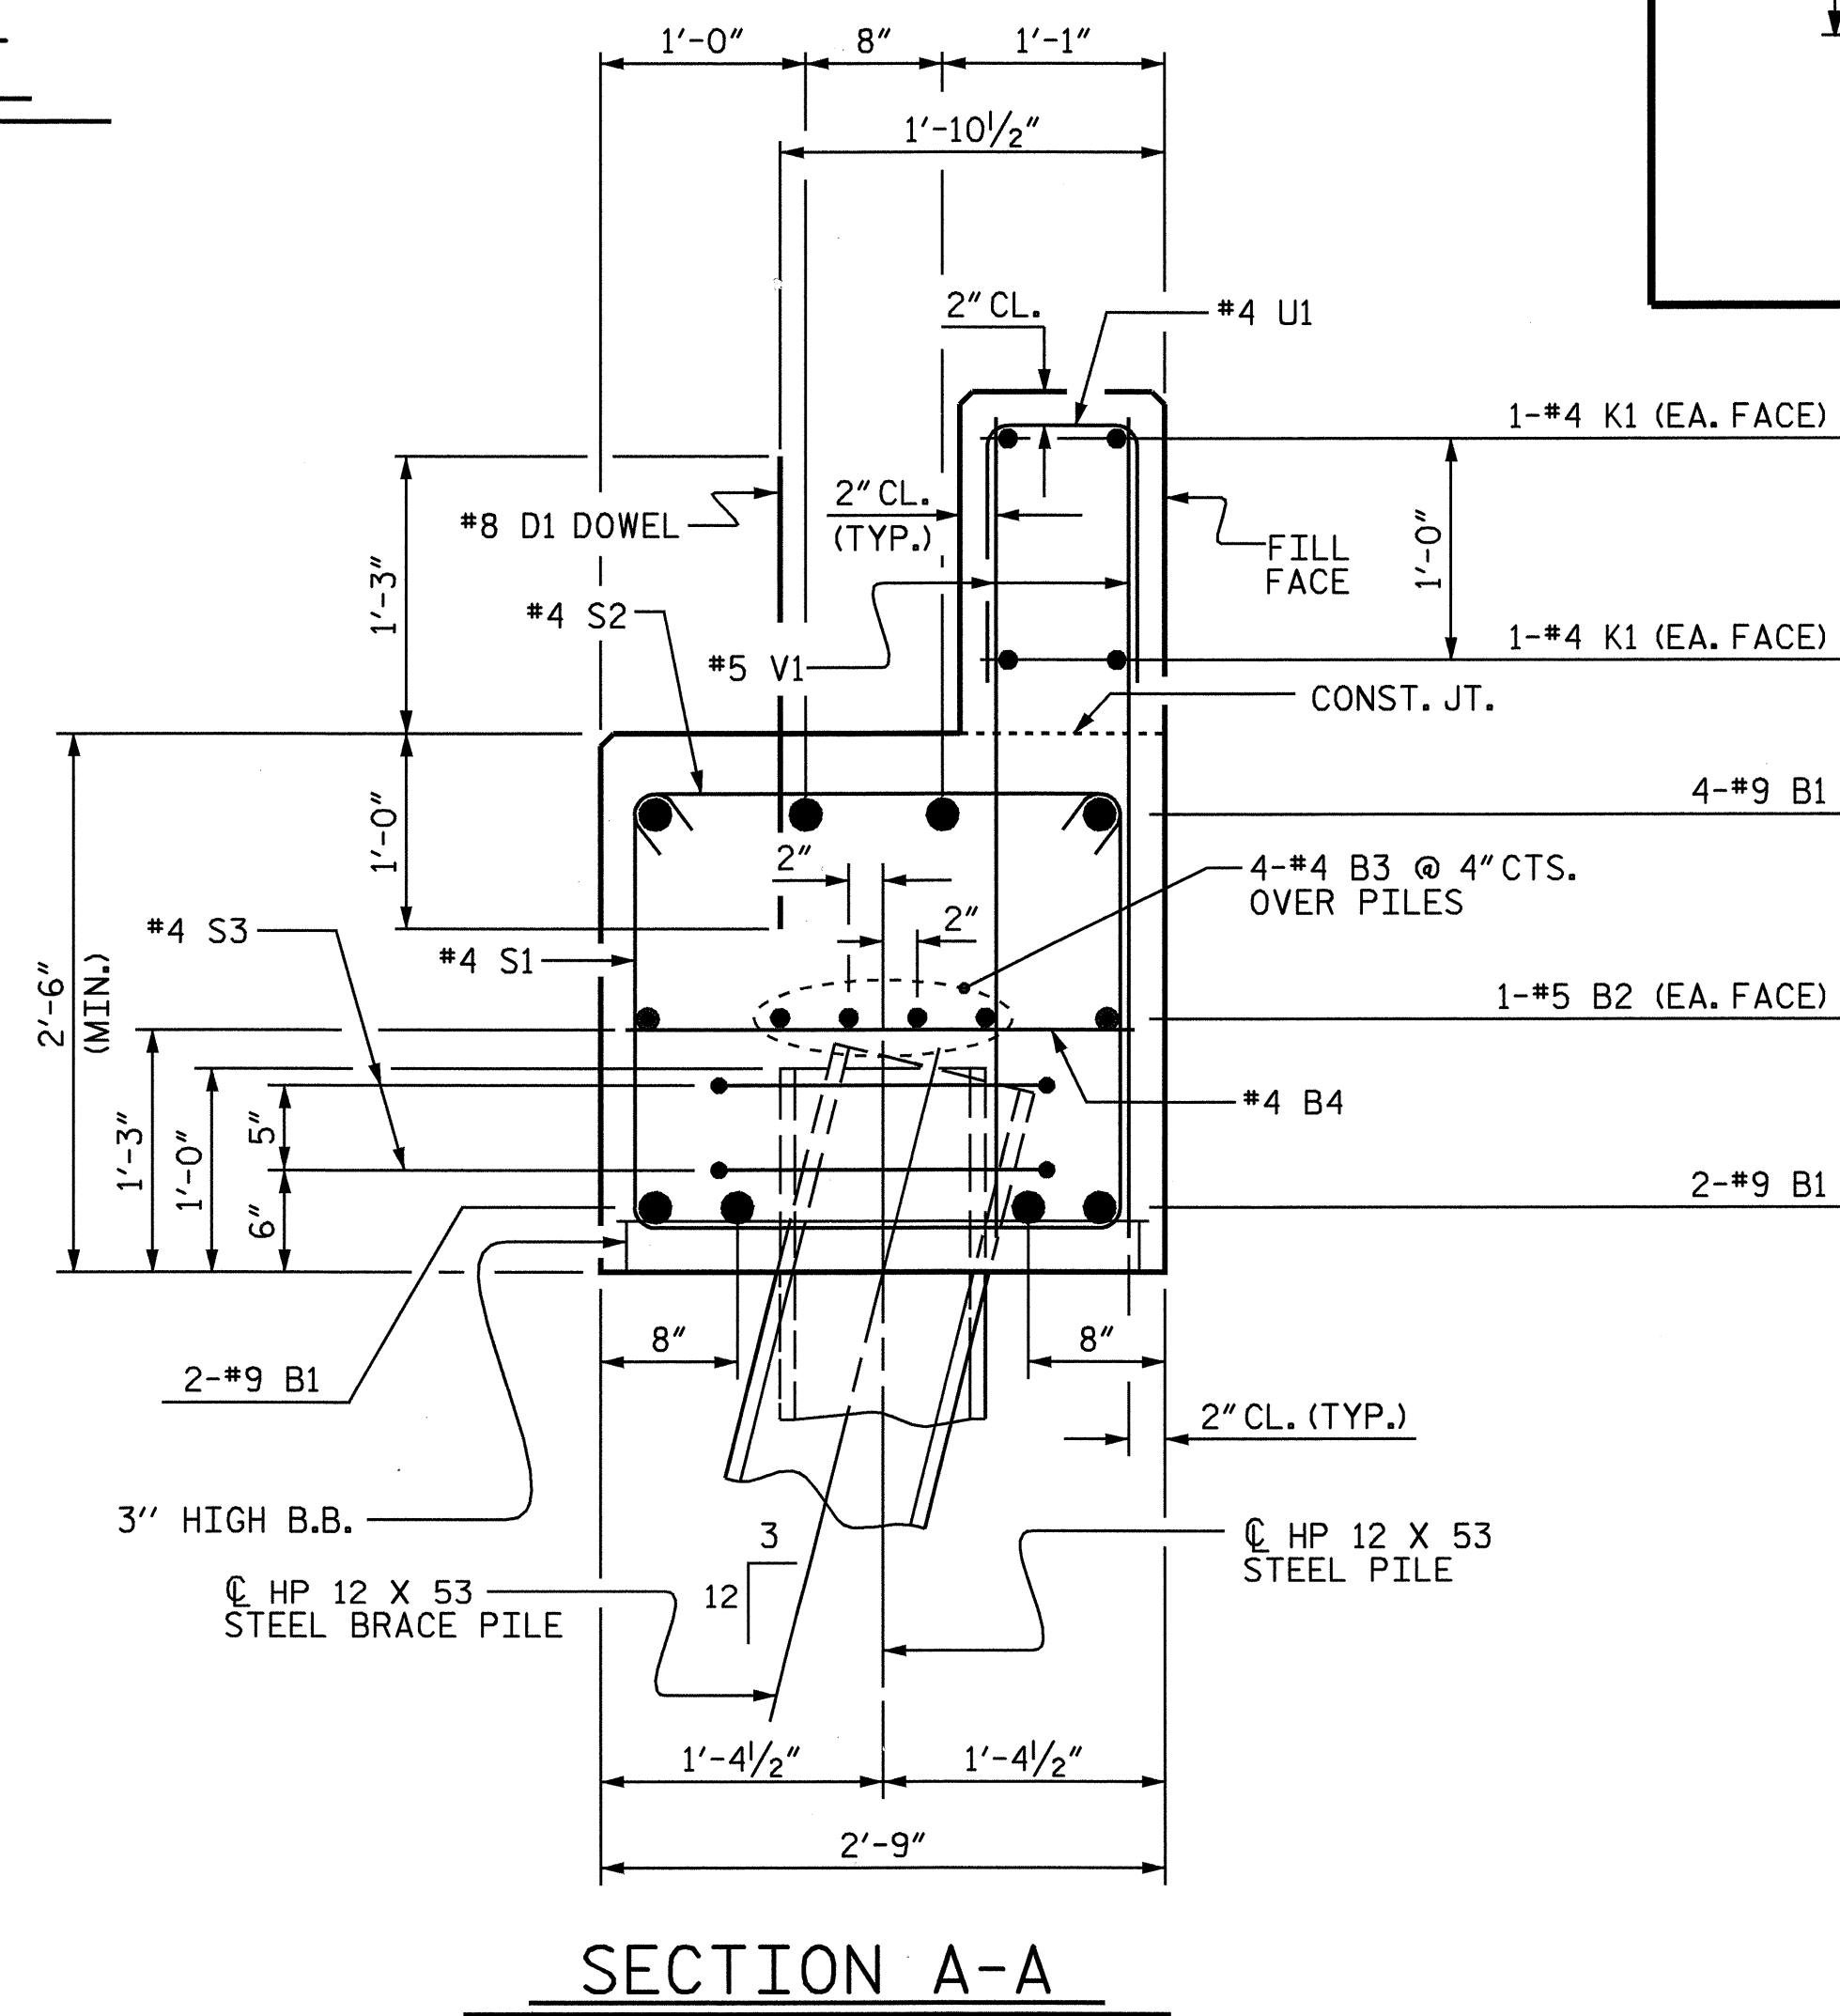 1'-0" 8" 1'-1"
1'-10 1/2"
2" CL.
#4 U1
1-#4 K1 (EA. FACE)
2" CL.
(TYP.)
#8 D1 DOWEL
FILL
FACE
1'-0"
1'-3"
#4 S2
1-#4 K1 (EA. FACE)
#5 V1
CONST. JT.
4-#9 B1
1'-0"
2"
4-#4 B3 @ 4" CTS.
OVER PILES
2"
#4 S3
#4 S1
2'-6"
(MIN.)
1-#5 B2 (EA. FACE)
#4 B4
1'-3"
1'-0"
5"
6"
2-#9 B1
8" 8"
2-#9 B1
2" CL. (TYP.)
3'' HIGH B.B.
3
12
℄ HP 12 X 53
STEEL PILE
℄ HP 12 X 53
STEEL BRACE PILE
1'-4 1/2" 1'-4 1/2"
2'-9"
SECTION A-A